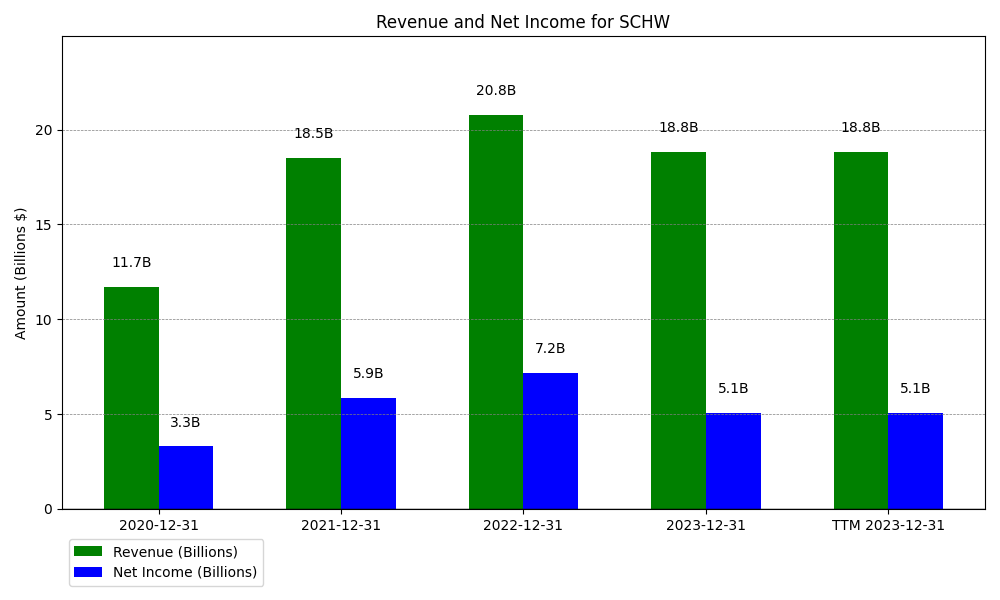 Revenue and Net Income for SCHW
Amount (Billions $)
20
15
10
5
0
11.7B
3.3B
18.5B
5.9B
20.8B
7.2B
18.8B
5.1B
18.8B
5.1B
2020-12-31
2021-12-31
2022-12-31
2023-12-31
TTM 2023-12-31
Revenue (Billions)
Net Income (Billions)